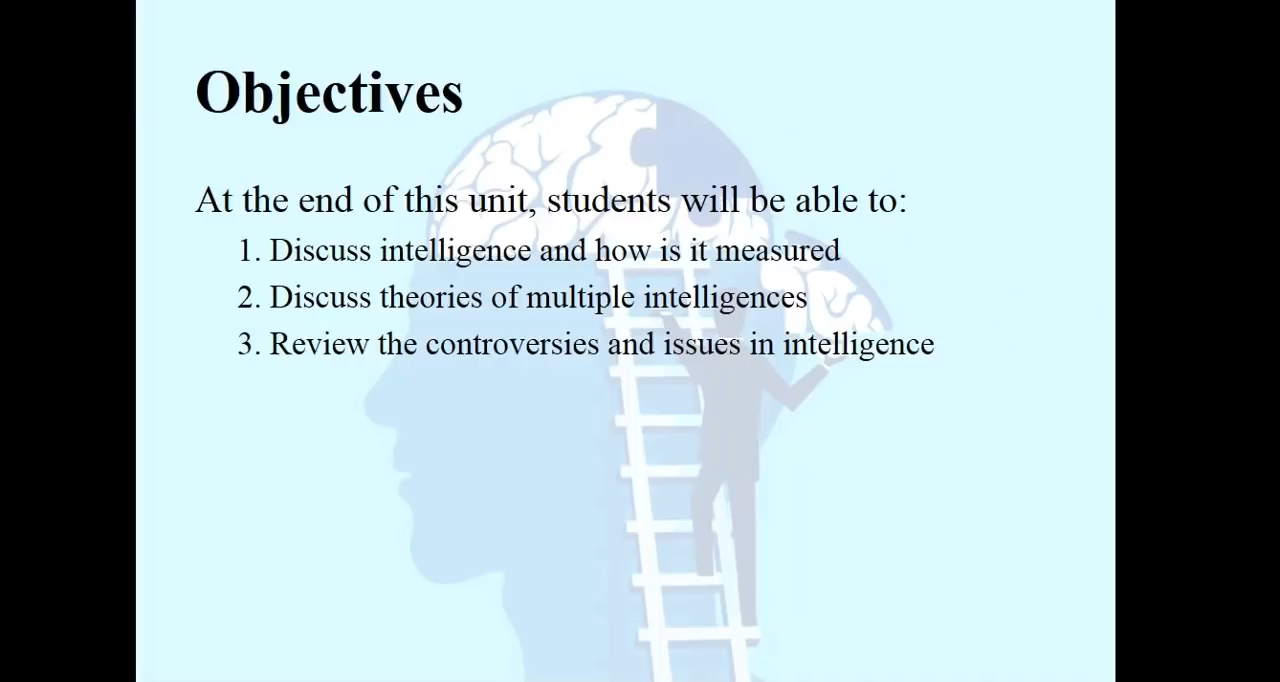 Objectives
At the end of this unit, students will be able to:
1. Discuss intelligence and how is it measured
2. Discuss theories of multiple intelligences
3. Review the controversies and issues in intelligence